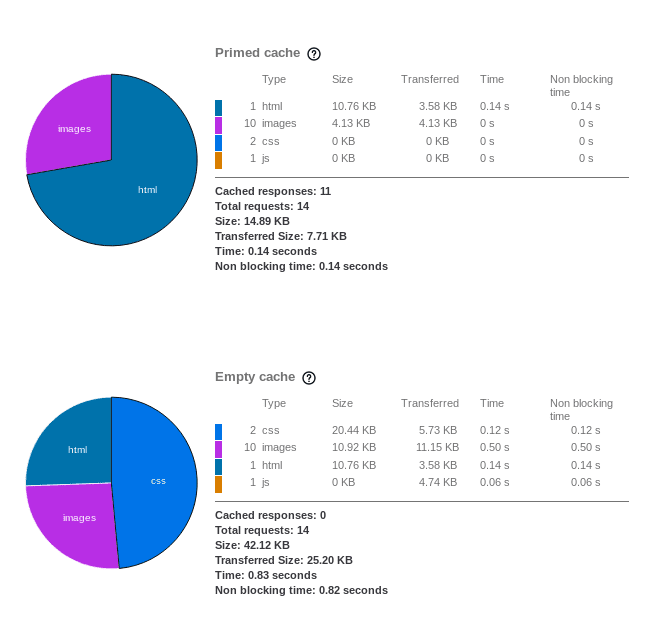 Primed cache
Type Size Transferred Time Non blocking time
1 html 10.76 KB 3.58 KB 0.14 s 0.14 s
10 images 4.13 KB 4.13 KB 0 s 0 s
2 css 0 KB 0 KB 0 s 0 s
1 js 0 KB 0 KB 0 s 0 s
images
html
Cached responses: 11
Total requests: 14
Size: 14.89 KB
Transferred Size: 7.71 KB
Time: 0.14 seconds
Non blocking time: 0.14 seconds
Empty cache
Type Size Transferred Time Non blocking time
2 css 20.44 KB 5.73 KB 0.12 s 0.12 s
10 images 10.92 KB 11.15 KB 0.50 s 0.50 s
1 html 10.76 KB 3.58 KB 0.14 s 0.14 s
1 js 0 KB 4.74 KB 0.06 s 0.06 s
html
css
images
Cached responses: 0
Total requests: 14
Size: 42.12 KB
Transferred Size: 25.20 KB
Time: 0.83 seconds
Non blocking time: 0.82 seconds